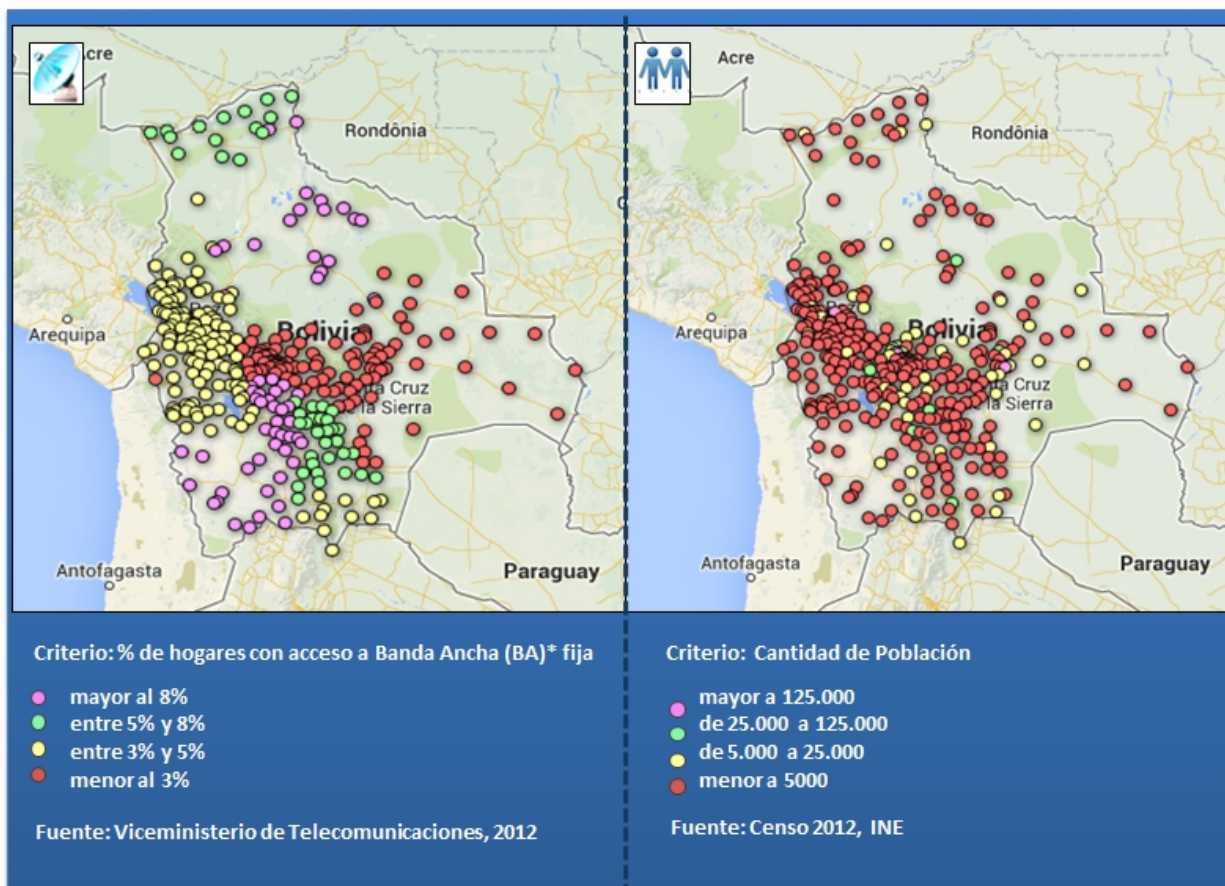 Acre
Rondônia
Bolivia
Arequipa
Cruz
la Sierra
Antofagasta
Paraguay
Criterio: % de hogares con acceso a Banda Ancha (BA)* fija
mayor al 8%
entre 5% y 8%
entre 3% y 5%
menor al 3%
Fuente: Viceministerio de Telecomunicaciones, 2012
Acre
Rondônia
Bolivia
Arequipa
Cruz
de la Sierra
Antofagasta
Paraguay
Criterio: Cantidad de Población
mayor a 125.000
de 25.000 a 125.000
de 5.000 a 25.000
menor a 5000
Fuente: Censo 2012, INE